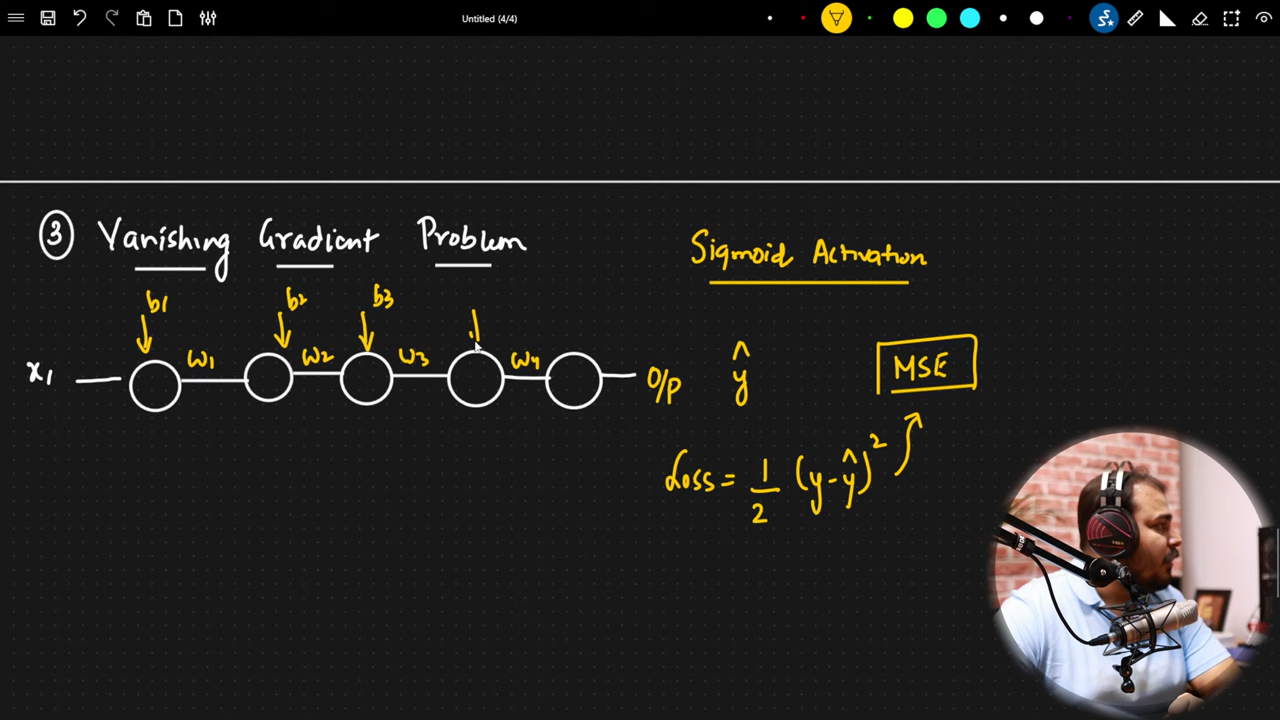 Untitled (4/4)
③ Vanishing Gradient Problem
Sigmoid Activation
b1 b2 b3
x1 w1 w2 w3 w4 O/P ŷ
MSE
Loss = 1/2 (y-ŷ)²